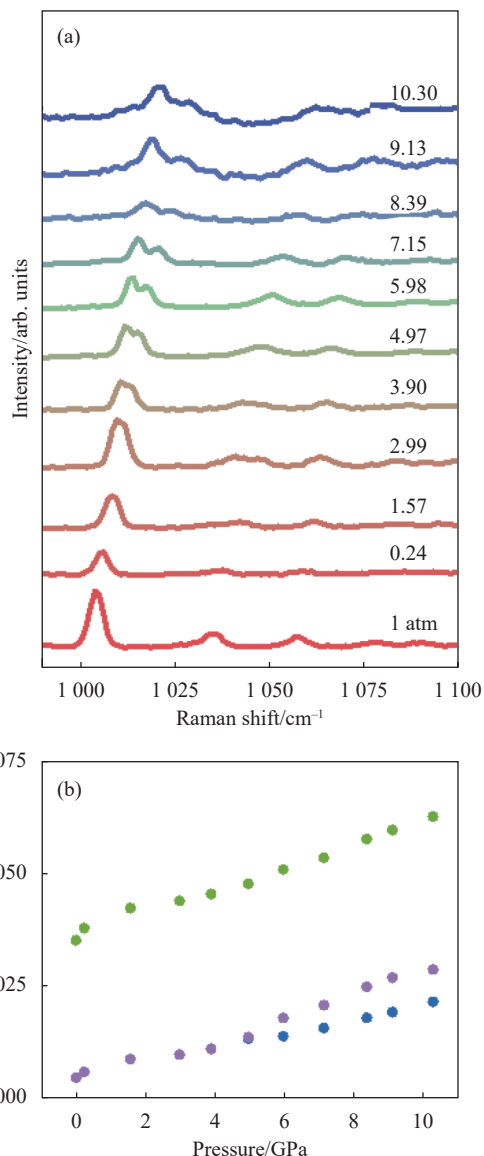 (a)
10.30
9.13
8.39
7.15
5.98
4.97
3.90
2.99
1.57
0.24
1 atm
Intensity/arb. units
1 000 1 025 1 050 1 075 1 100
Raman shift/cm⁻¹
(b)
075
050
025
000
0 2 4 6 8 10
Pressure/GPa